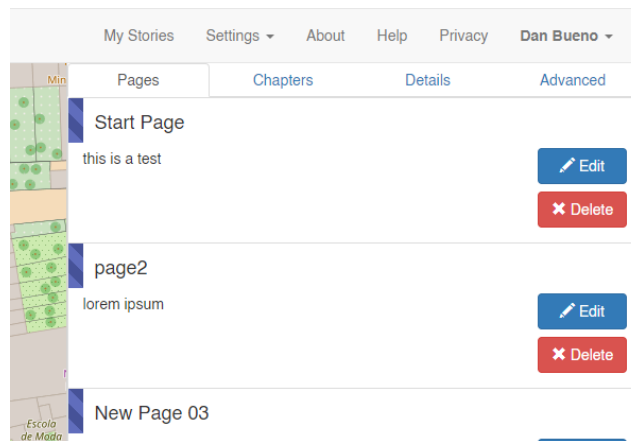 My Stories Settings About Help Privacy Dan Bueno
Min
Pages Chapters Details Advanced
Start Page
this is a test
Edit
Delete
page2
lorem ipsum
Edit
Delete
New Page 03
Escola
de Moda